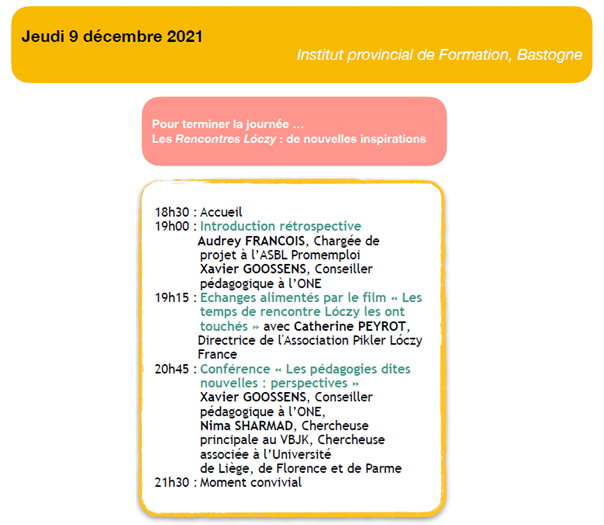 Jeudi 9 décembre 2021
Institut provincial de Formation, Bastogne
Pour terminer la journée ...
Les Rencontres Lóczy : de nouvelles inspirations
18h30 : Accueil
19h00 : Introduction rétrospective
Audrey FRANCOIS, Chargée de
projet à l'ASBL Promemploi
Xavier GOOSSENS, Conseiller
pédagogique à l'ONE
19h15 : Echanges alimentés par le film « Les
temps de rencontre Lóczy les ont
touchés » avec Catherine PEYROT,
Directrice de l'Association Pikler Lóczy
France
20h45 : Conférence « Les pédagogies dites
nouvelles : perspectives »
Xavier GOOSSENS, Conseiller
pédagogique à l'ONE,
Nima SHARMAD, Chercheuse
principale au VBJK, Chercheuse
associée à l'Université
de Liège, de Florence et de Parme
21h30 : Moment convivial